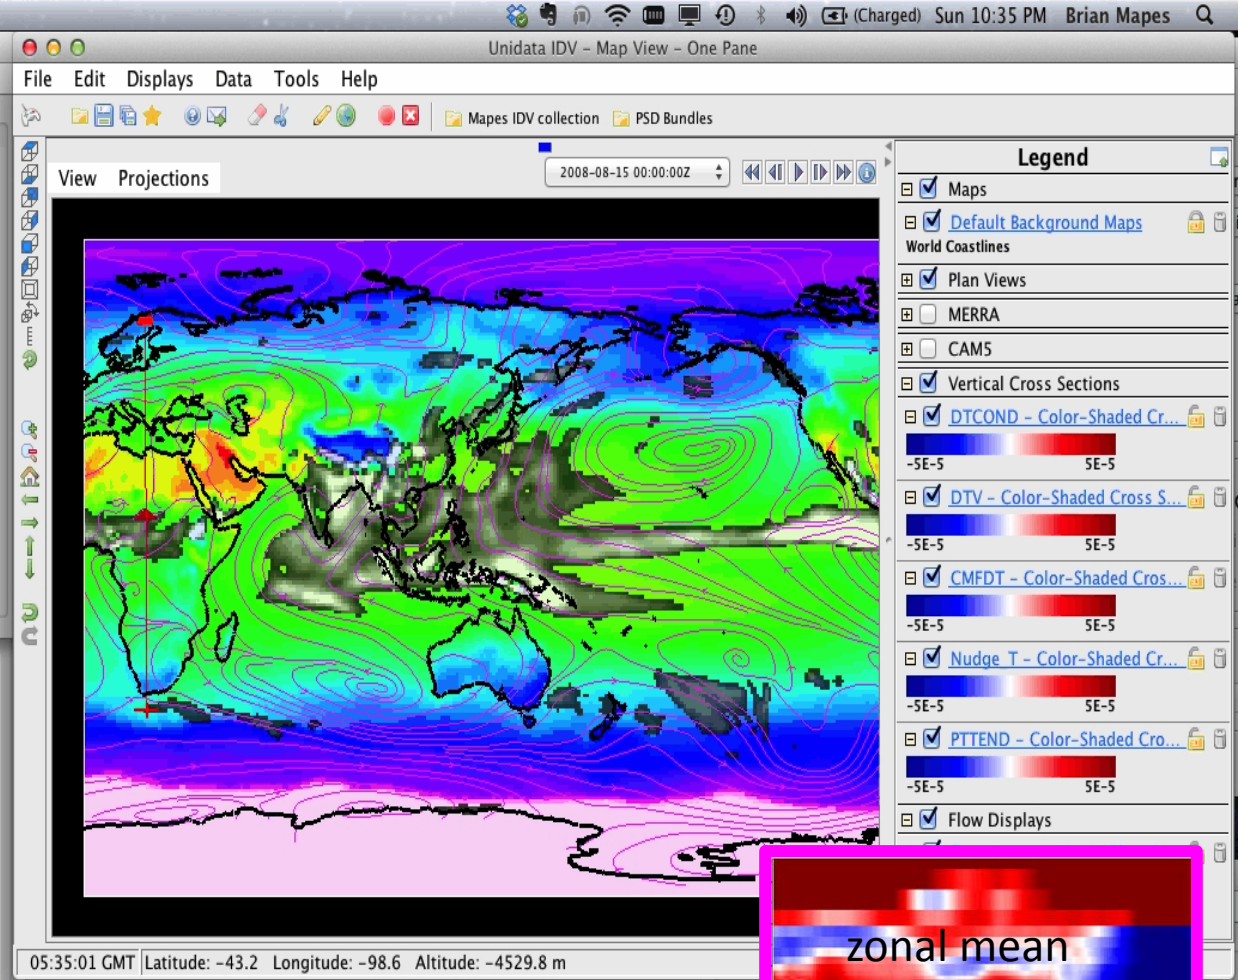 (Charged) Sun 10:35 PM Brian Mapes
Unidata IDV – Map View – One Pane
File Edit Displays Data Tools Help
Mapes IDV collection PSD Bundles
View Projections
2008-08-15 00:00:00Z
Legend
Maps
Default Background Maps
World Coastlines
Plan Views
MERRA
CAM5
Vertical Cross Sections
DTCOND – Color-Shaded Cr...
-5E-5 5E-5
DTV – Color-Shaded Cross S...
-5E-5 5E-5
CMFDT – Color-Shaded Cros...
-5E-5 5E-5
Nudge_T – Color-Shaded Cr...
-5E-5 5E-5
PTTEND – Color-Shaded Cro...
-5E-5 5E-5
Flow Displays
zonal mean
05:35:01 GMT Latitude: -43.2 Longitude: -98.6 Altitude: -4529.8 m